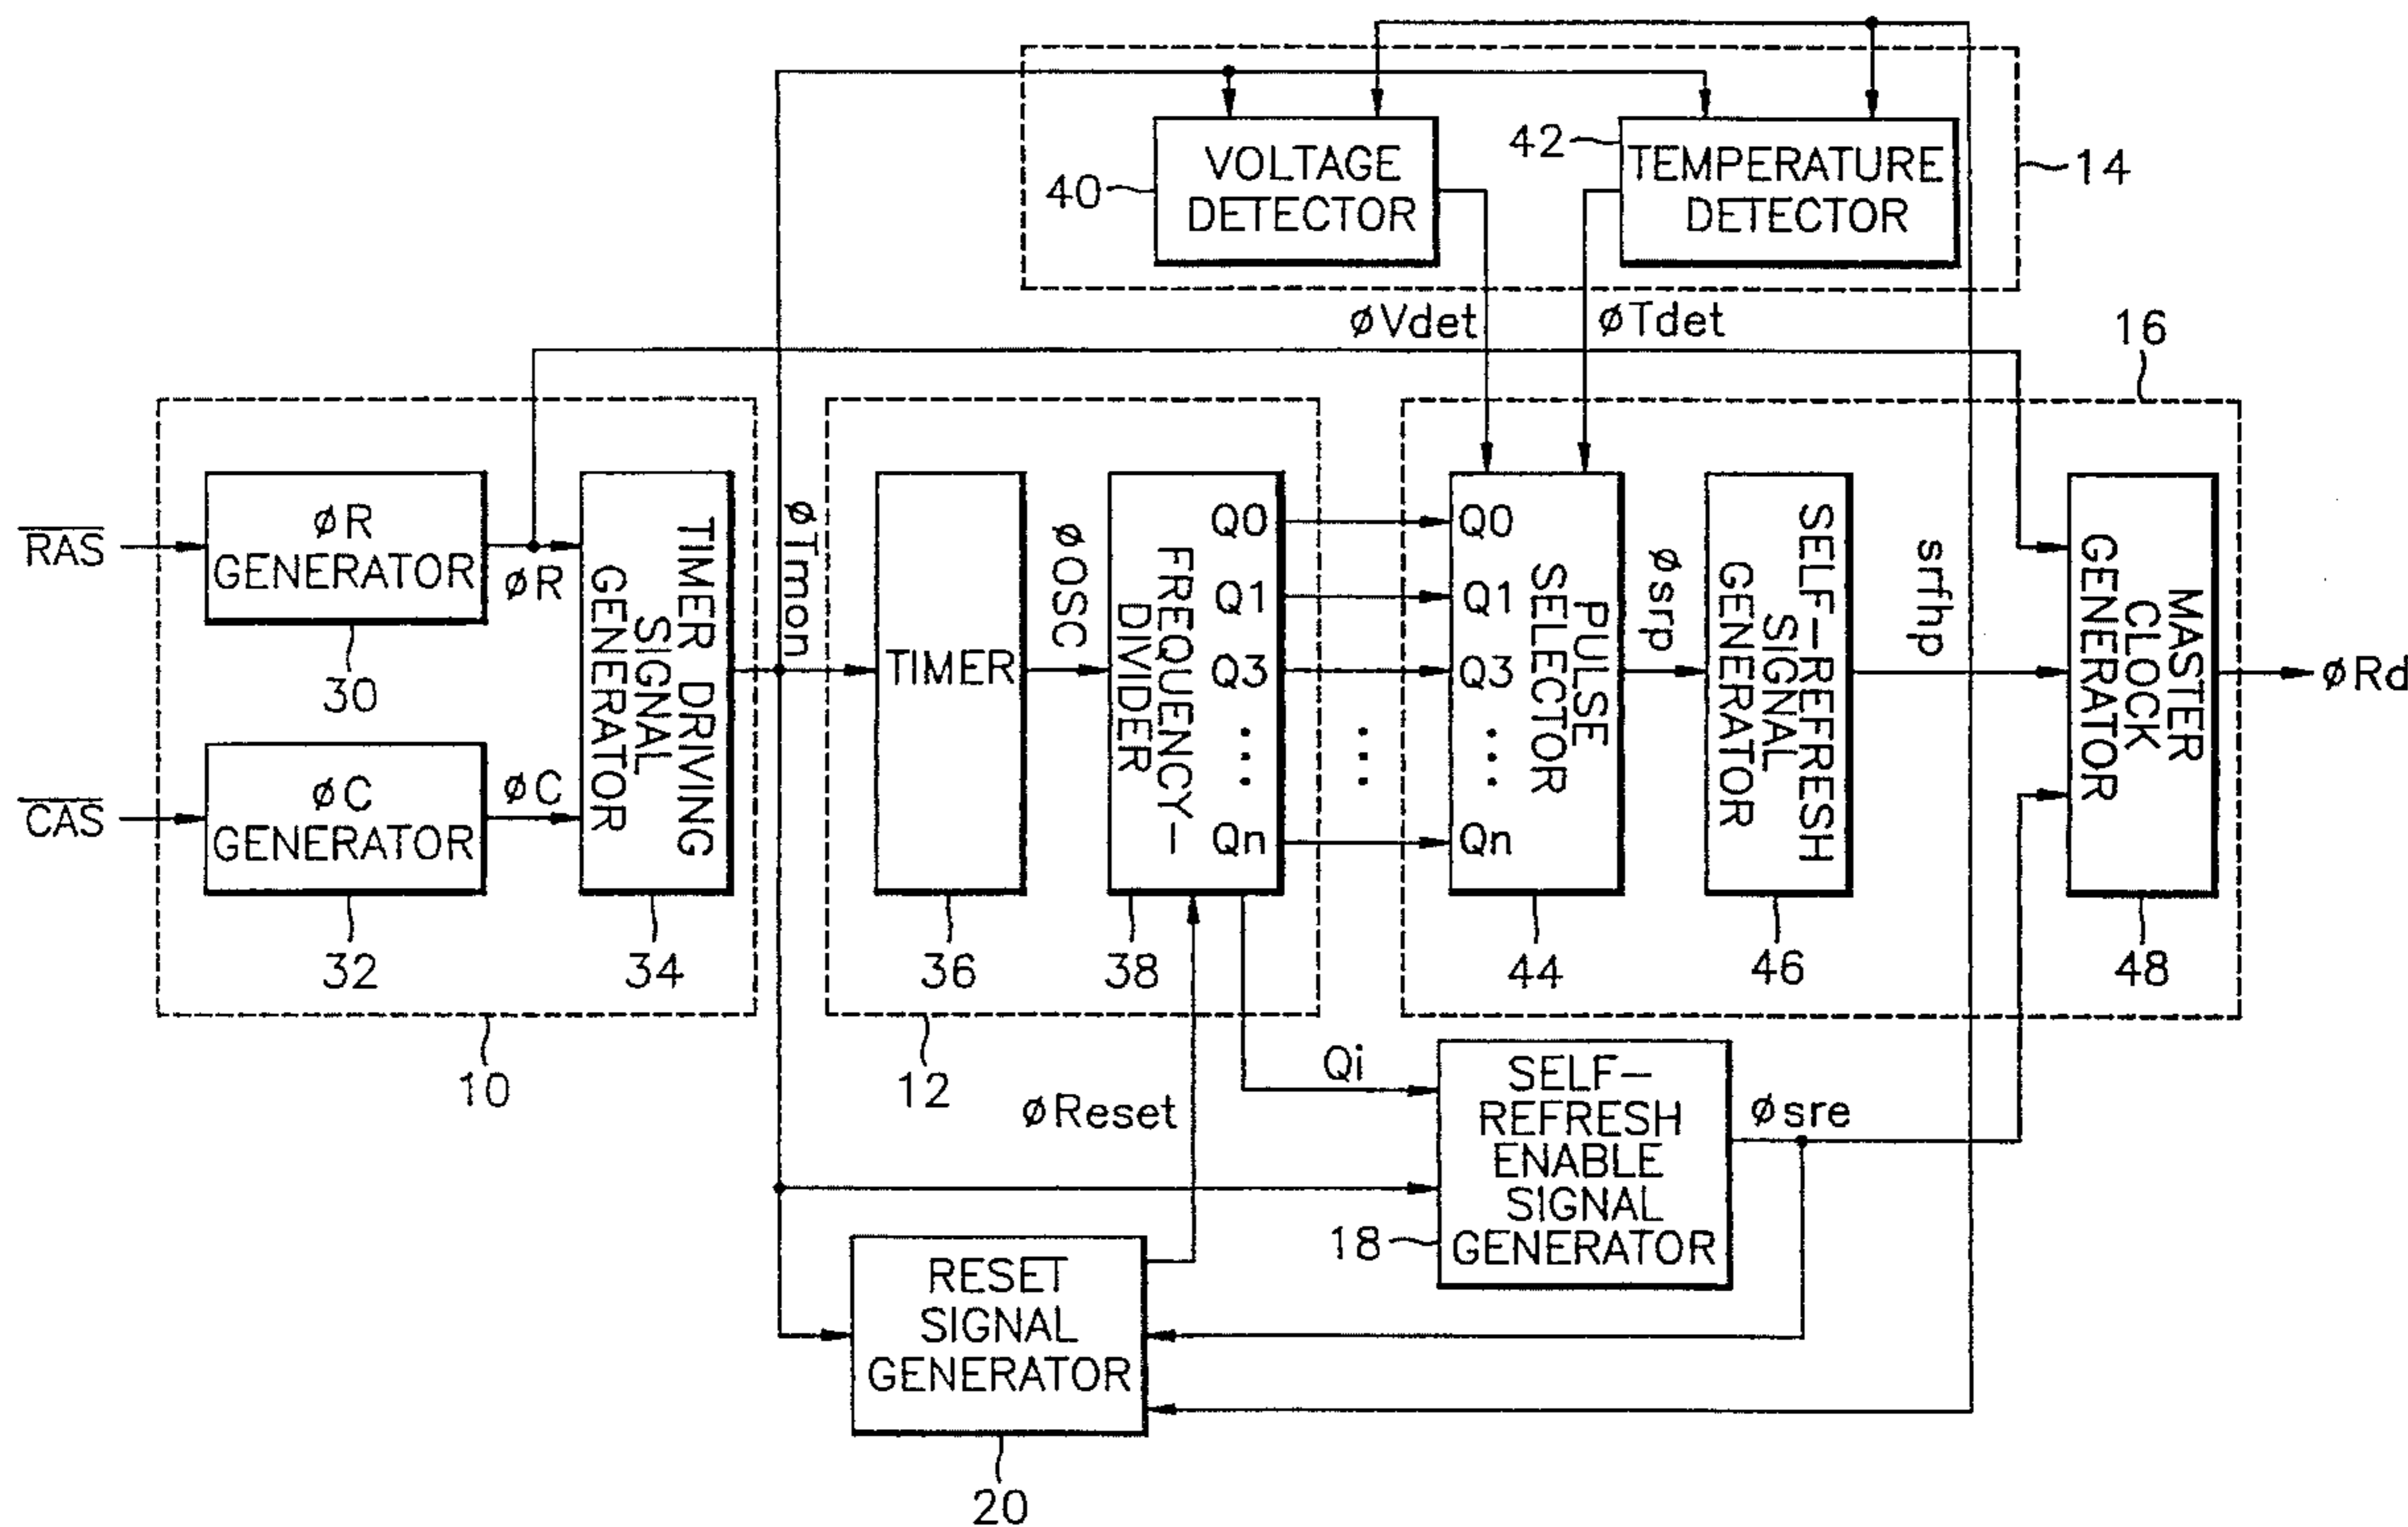 VOLTAGE
DETECTOR
40
42
TEMPERATURE
DETECTOR
14
øVdet
øTdet
16
RAS
øR
GENERATOR
30
øR
CAS
øC
GENERATOR
32
øC
TIMER DRIVING
SIGNAL
GENERATOR
34
10
øTmon
TIMER
36
øOSC
FREQUENCY-
DIVIDER
Q0
Q1
Q3
Qn
38
12
Q0
Q1
Q3
Qn
PULSE
SELECTOR
44
øsrp
SELF-REFRESH
SIGNAL
GENERATOR
46
srfhp
MASTER
CLOCK
GENERATOR
48
øRd
Qi
øReset
SELF-
REFRESH
ENABLE
SIGNAL
GENERATOR
18
øsre
RESET
SIGNAL
GENERATOR
20